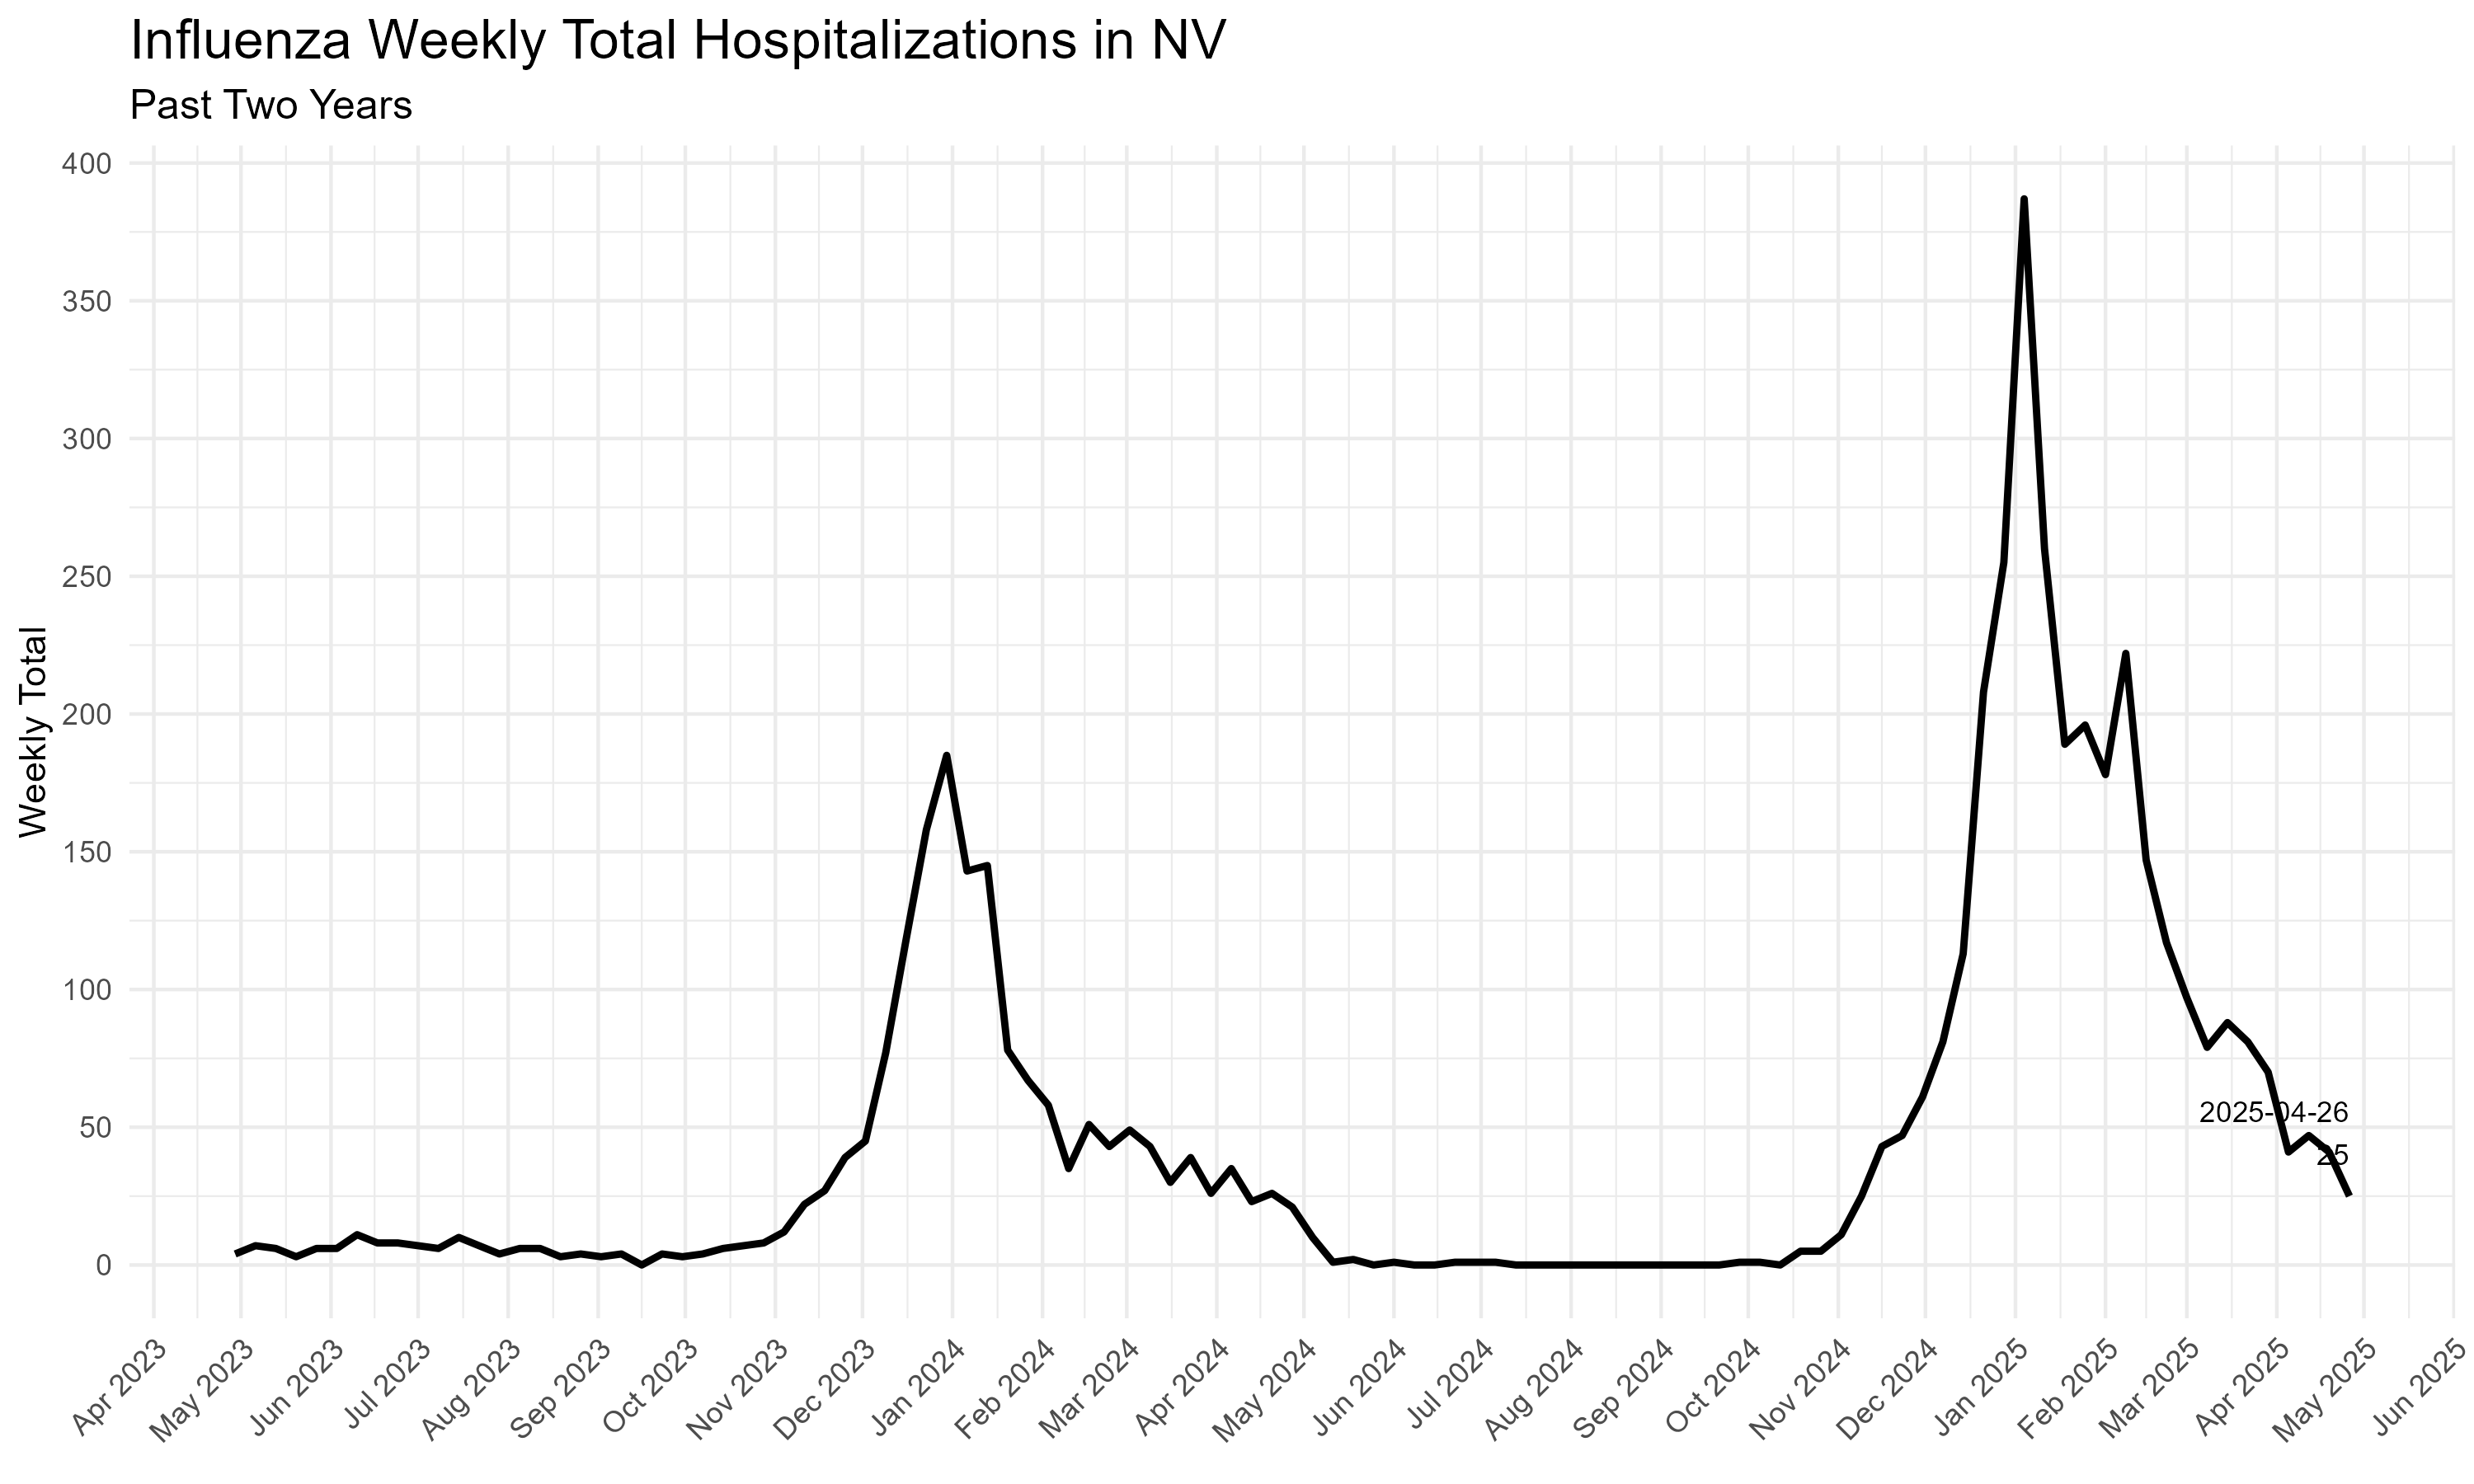 Influenza Weekly Total Hospitalizations in NV
Past Two Years
Weekly Total
400
350
300
250
200
150
100
50
0
2025-04-26
25
Apr 2023
May 2023
Jun 2023
Jul 2023
Aug 2023
Sep 2023
Oct 2023
Nov 2023
Dec 2023
Jan 2024
Feb 2024
Mar 2024
Apr 2024
May 2024
Jun 2024
Jul 2024
Aug 2024
Sep 2024
Oct 2024
Nov 2024
Dec 2024
Jan 2025
Feb 2025
Mar 2025
Apr 2025
May 2025
Jun 2025